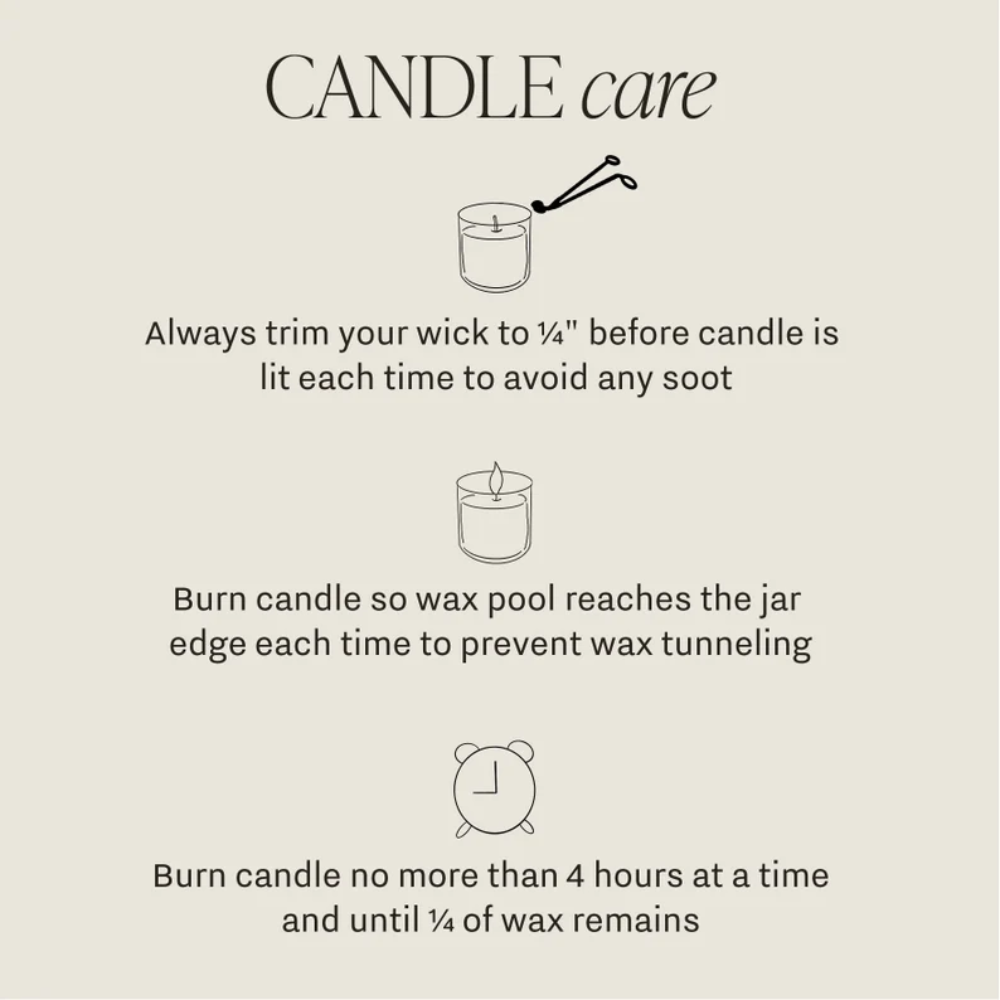 CANDLE care
Always trim your wick to ¼" before candle is
lit each time to avoid any soot
Burn candle so wax pool reaches the jar
edge each time to prevent wax tunneling
Burn candle no more than 4 hours at a time
and until ¼ of wax remains